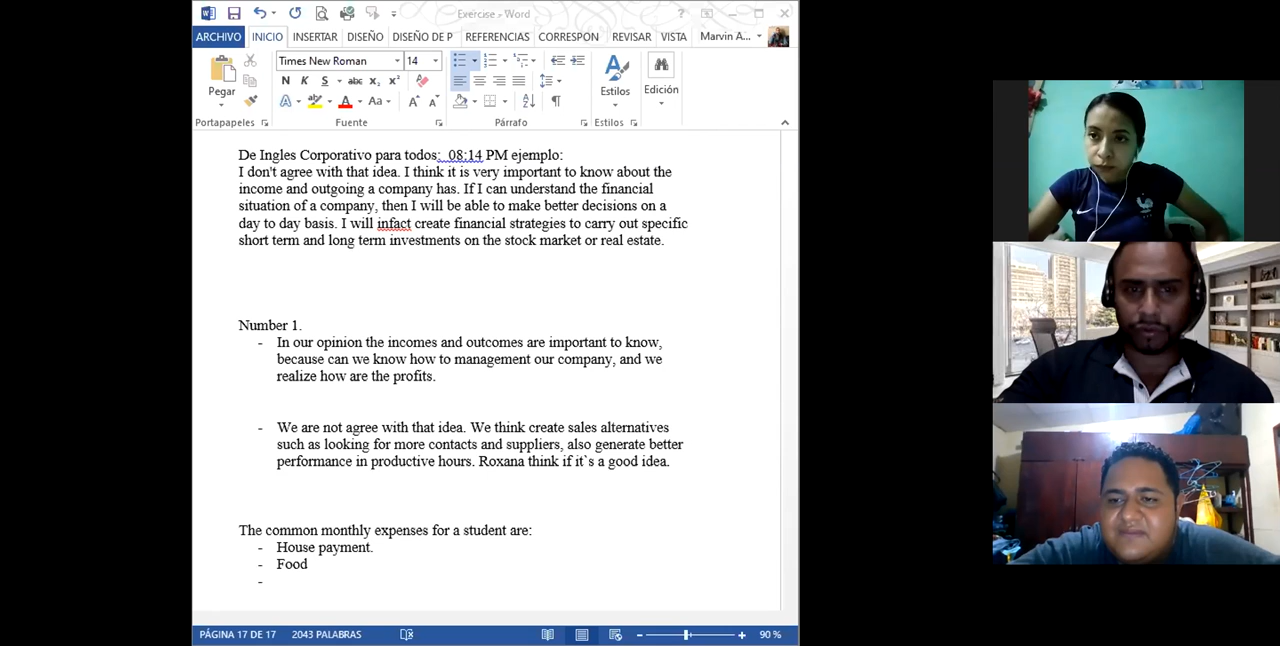 Exercise - Word
ARCHIVO INICIO INSERTAR DISEÑO DISEÑO DE P REFERENCIAS CORRESPON REVISAR VISTA Marvin A...
Times New Roman 14
Pegar
N K S abc x₂ x² 
A A Aa A A
Estilos
Edición
Portapapeles Fuente Párrafo Estilos
De Ingles Corporativo para todos: 08:14 PM ejemplo:
I don't agree with that idea. I think it is very important to know about the
income and outgoing a company has. If I can understand the financial
situation of a company, then I will be able to make better decisions on a
day to day basis. I will infact create financial strategies to carry out specific
short term and long term investments on the stock market or real estate.
Number 1.
- In our opinion the incomes and outcomes are important to know,
because can we know how to management our company, and we
realize how are the profits.
- We are not agree with that idea. We think create sales alternatives
such as looking for more contacts and suppliers, also generate better
performance in productive hours. Roxana think if it`s a good idea.
The common monthly expenses for a student are:
- House payment.
- Food
-
PÁGINA 17 DE 17 2043 PALABRAS 90 %